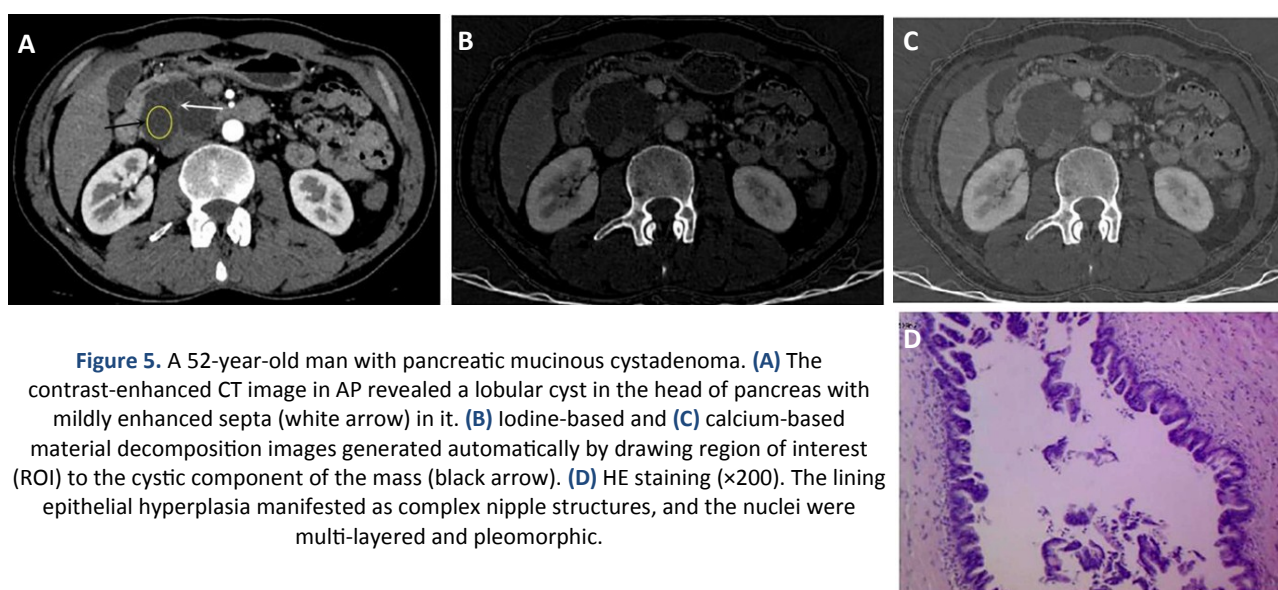 A
B
C
D
Figure 5. A 52-year-old man with pancreatic mucinous cystadenoma. (A) The
contrast-enhanced CT image in AP revealed a lobular cyst in the head of pancreas with
mildly enhanced septa (white arrow) in it. (B) Iodine-based and (C) calcium-based
material decomposition images generated automatically by drawing region of interest
(ROI) to the cystic component of the mass (black arrow). (D) HE staining (×200). The lining
epithelial hyperplasia manifested as complex nipple structures, and the nuclei were
multi-layered and pleomorphic.